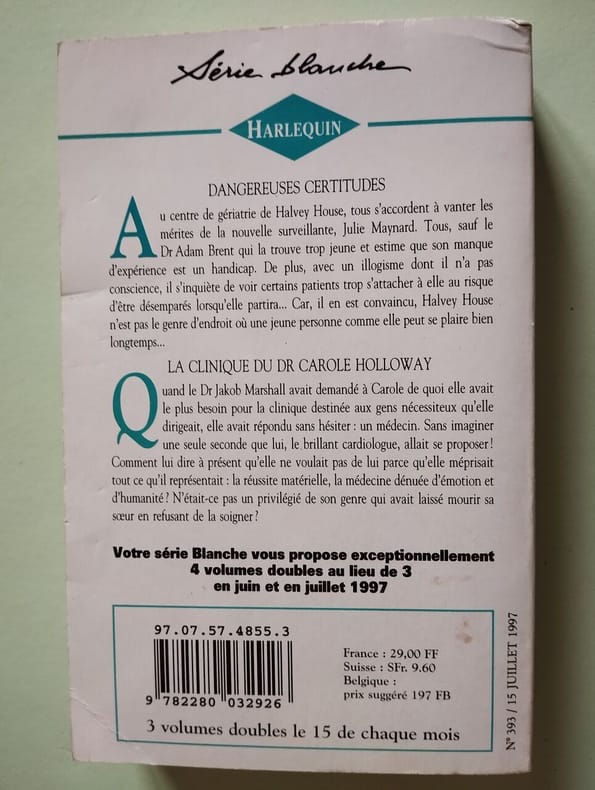 Série blanche
HARLEQUIN
DANGEREUSES CERTITUDES
Au centre de gériatrie de Halvey House, tous s'accordent à vanter les
mérites de la nouvelle surveillante, Julie Maynard. Tous, sauf le
Dr Adam Brent qui la trouve trop jeune et estime que son manque
d'expérience est un handicap. De plus, avec un illogisme dont il n'a pas
conscience, il s'inquiète de voir certains patients trop s'attacher à elle au risque
d'être désemparés lorsqu'elle partira... Car, il en est convaincu, Halvey House
n'est pas le genre d'endroit où une jeune personne comme elle peut se plaire bien
longtemps...
LA CLINIQUE DU DR CAROLE HOLLOWAY
Quand le Dr Jakob Marshall avait demandé à Carole de quoi elle avait
le plus besoin pour la clinique destinée aux gens nécessiteux qu'elle
dirigeait, elle avait répondu sans hésiter : un médecin. Sans imaginer
une seule seconde que lui, le brillant cardiologue, allait se proposer !
Comment lui dire à présent qu'elle ne voulait pas de lui parce qu'elle méprisait
tout ce qu'il représentait : la réussite matérielle, la médecine dénuée d'émotion et
d'humanité ? N'était-ce pas un privilégié de son genre qui avait laissé mourir sa
sœur en refusant de la soigner ?
Votre série Blanche vous propose exceptionnellement
4 volumes doubles au lieu de 3
en juin et en juillet 1997
97.07.57.4855.3
9 782280 032926
France : 29,00 FF
Suisse : SFr. 9.60
Belgique :
prix suggéré 197 FB
3 volumes doubles le 15 de chaque mois
N° 393 / 15 JUILLET 1997